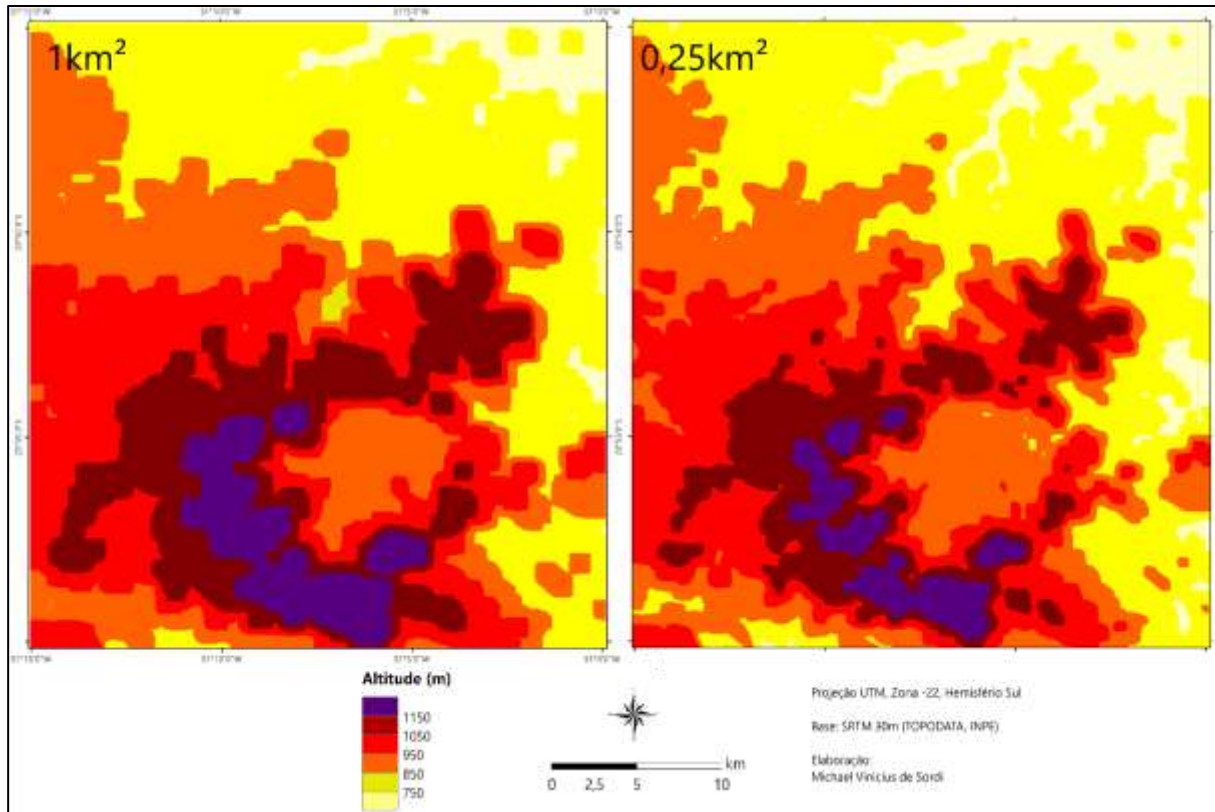 1km²
0,25km²
Altitude (m)
1150
1050
950
850
750
km
0
2,5
5
10
Projeção UTM, Zona -22, Hemisfério Sul
Base: SRTM 30m (TOPODATA, INPE)
Elaboração:
Michael Vinicius de Sordi